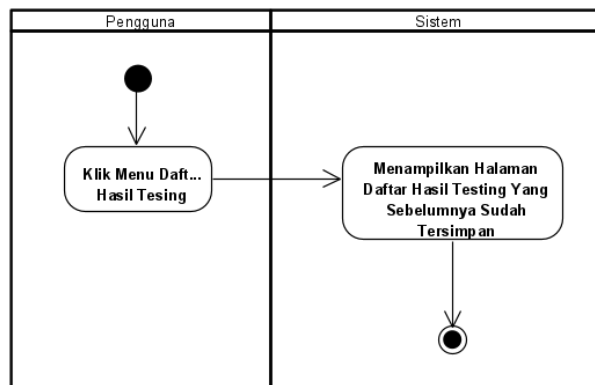 Pengguna
Sistem
Klik Menu Daft...
Hasil Tesing
Menampilkan Halaman
Daftar Hasil Testing Yang
Sebelumnya Sudah
Tersimpan